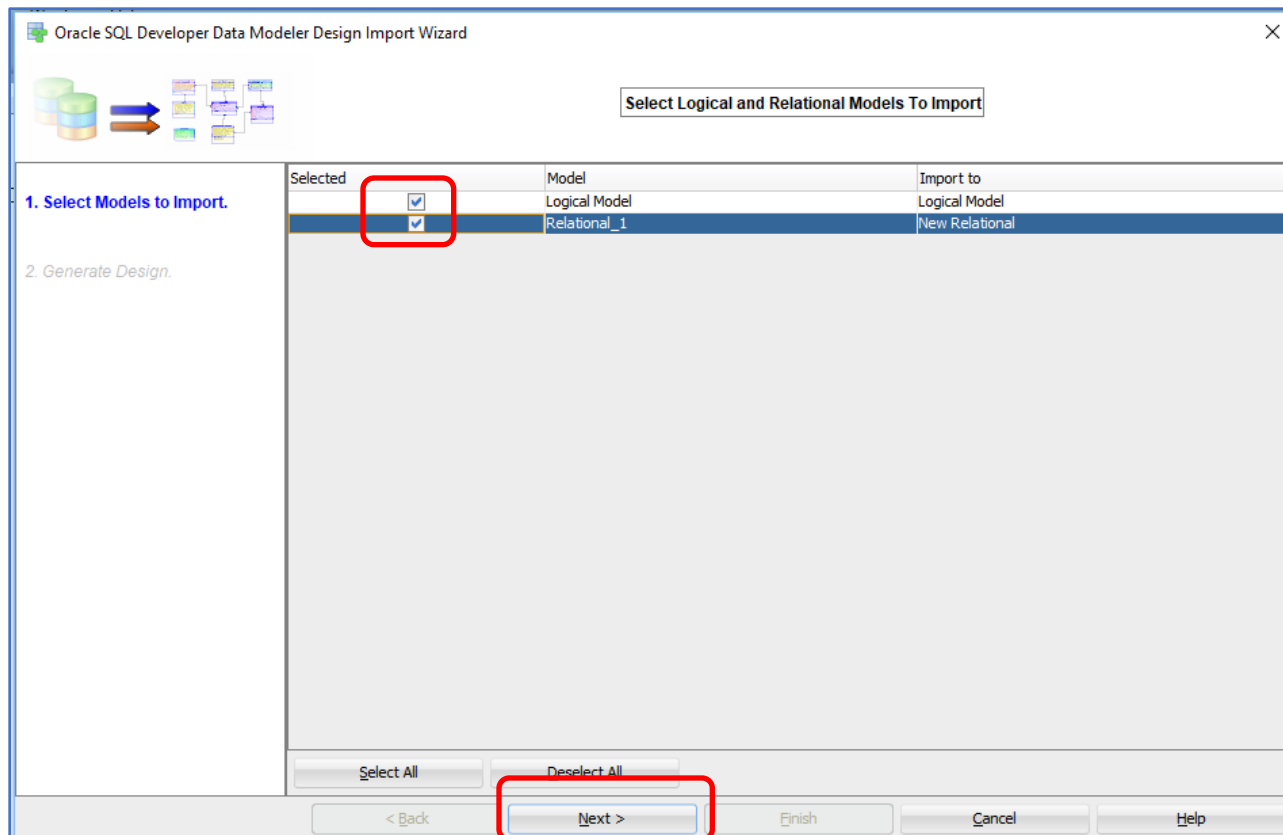 Oracle SQL Developer Data Modeler Design Import Wizard
Select Logical and Relational Models To Import
1. Select Models to Import.
2. Generate Design.
Selected Model Import to
Logical Model Logical Model
Relational_1 New Relational
Select All Deselect All
< Back Next > Finish Cancel Help